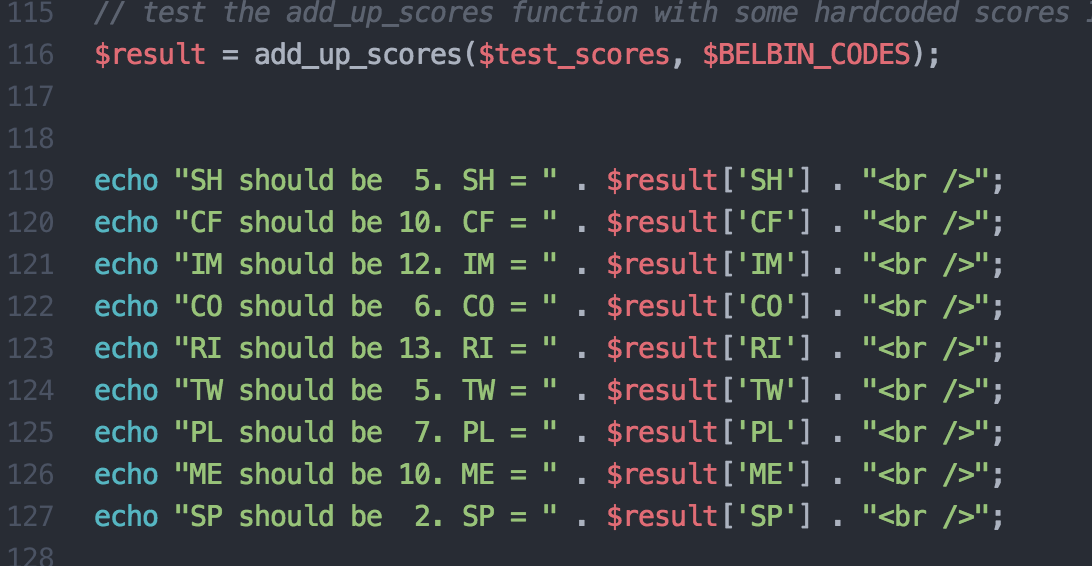 115 // test the add_up_scores function with some hardcoded scores
116 $result = add_up_scores($test_scores, $BELBIN_CODES);
117
118
119 echo "SH should be  5. SH = " . $result['SH'] . "<br />";
120 echo "CF should be 10. CF = " . $result['CF'] . "<br />";
121 echo "IM should be 12. IM = " . $result['IM'] . "<br />";
122 echo "CO should be  6. CO = " . $result['CO'] . "<br />";
123 echo "RI should be 13. RI = " . $result['RI'] . "<br />";
124 echo "TW should be  5. TW = " . $result['TW'] . "<br />";
125 echo "PL should be  7. PL = " . $result['PL'] . "<br />";
126 echo "ME should be 10. ME = " . $result['ME'] . "<br />";
127 echo "SP should be  2. SP = " . $result['SP'] . "<br />";
128